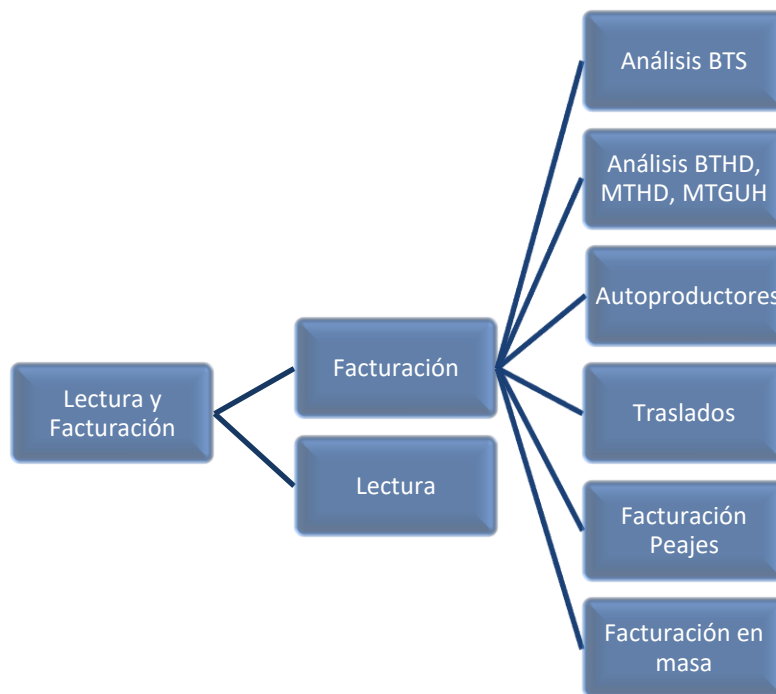 Lectura y
Facturación
Facturación
Lectura
Análisis BTS
Análisis BTHD,
MTHD, MTGUH
Autoproductores
Traslados
Facturación
Peajes
Facturación en
masa